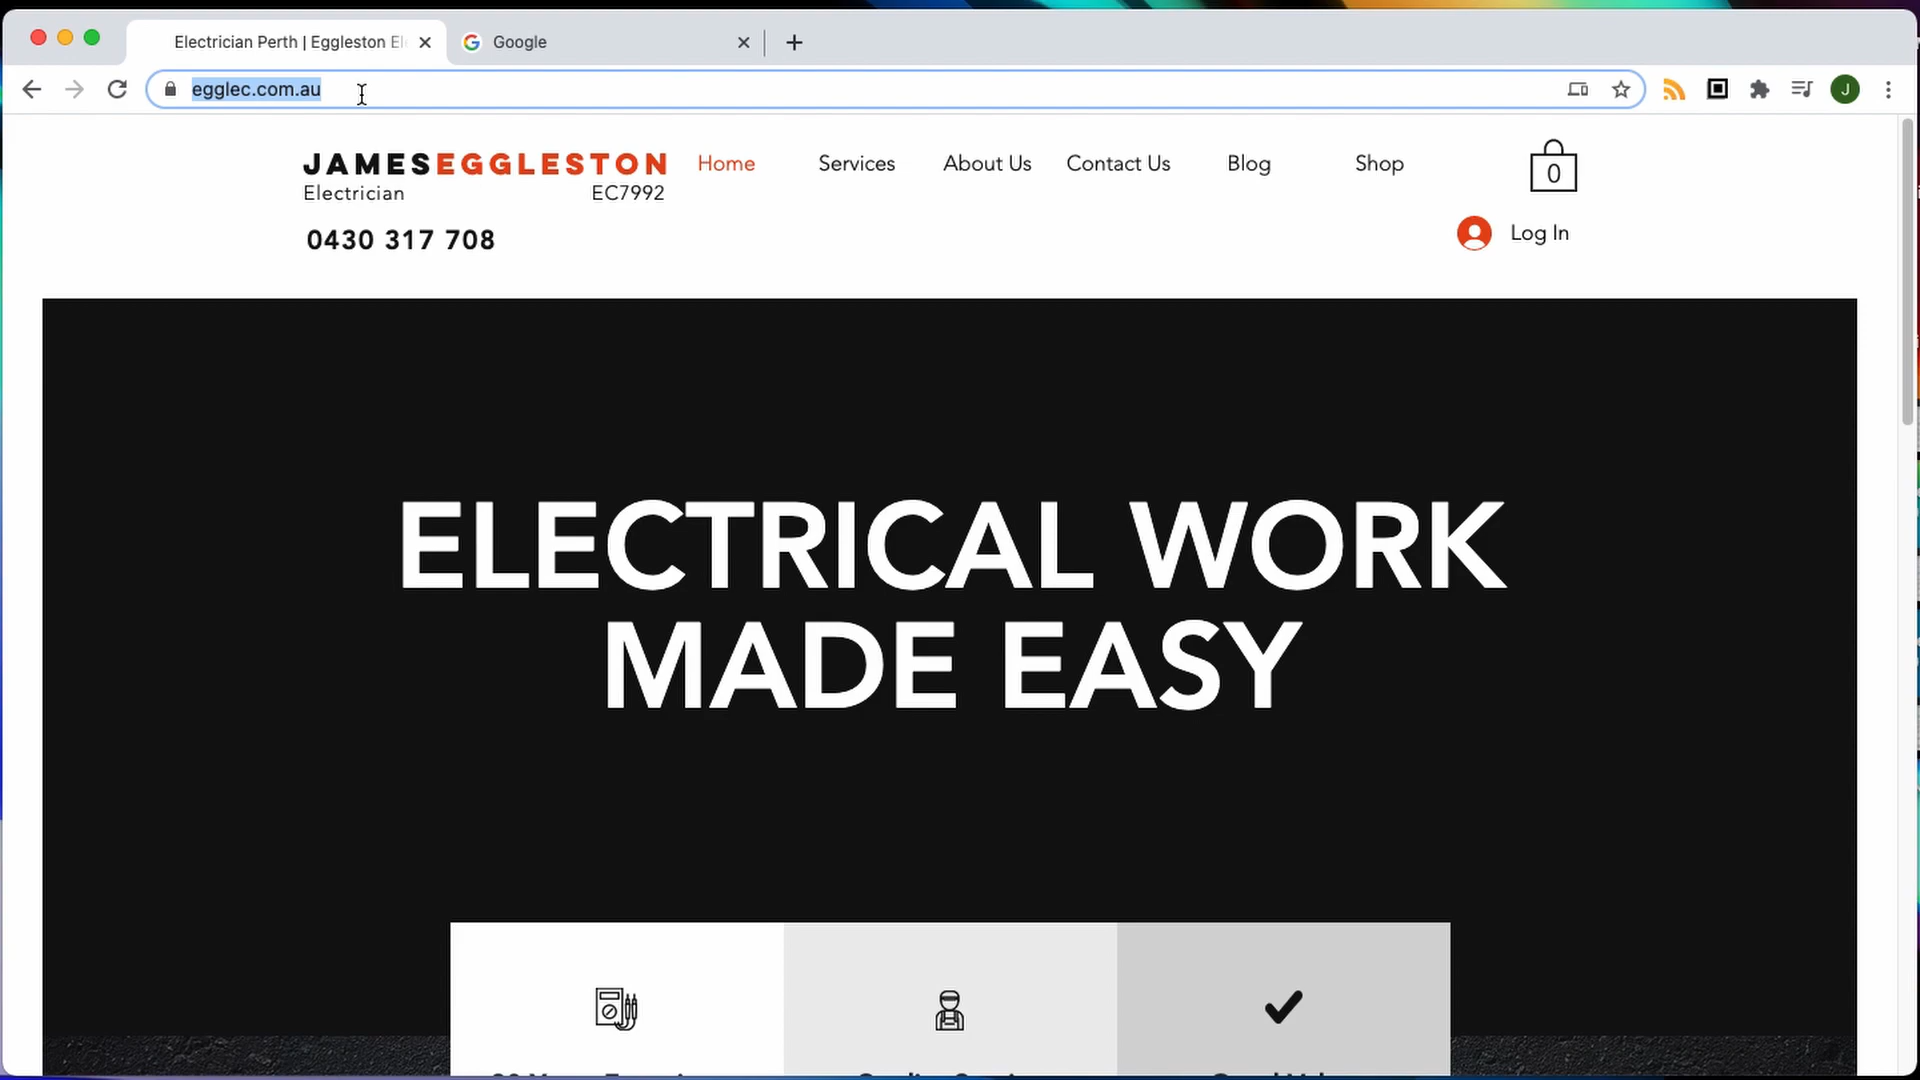 Electrician Perth | Eggleston El
Google
egglec.com.au
J
JAMESEGGLESTON
Home
Services
About Us
Contact Us
Blog
Shop
0
Electrician
EC7992
0430 317 708
Log In
ELECTRICAL WORK
MADE EASY